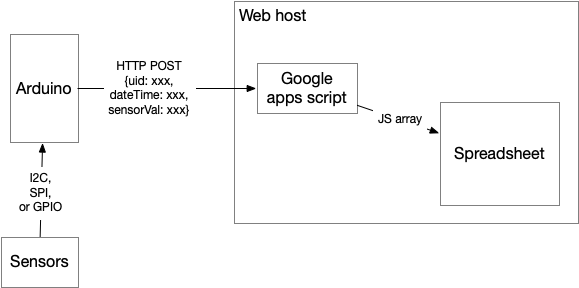 Web host
Arduino
HTTP POST
{uid: xxx,
dateTime: xxx,
sensorVal: xxx}
Google
apps script
JS array
Spreadsheet
I2C,
SPI,
or GPIO
Sensors